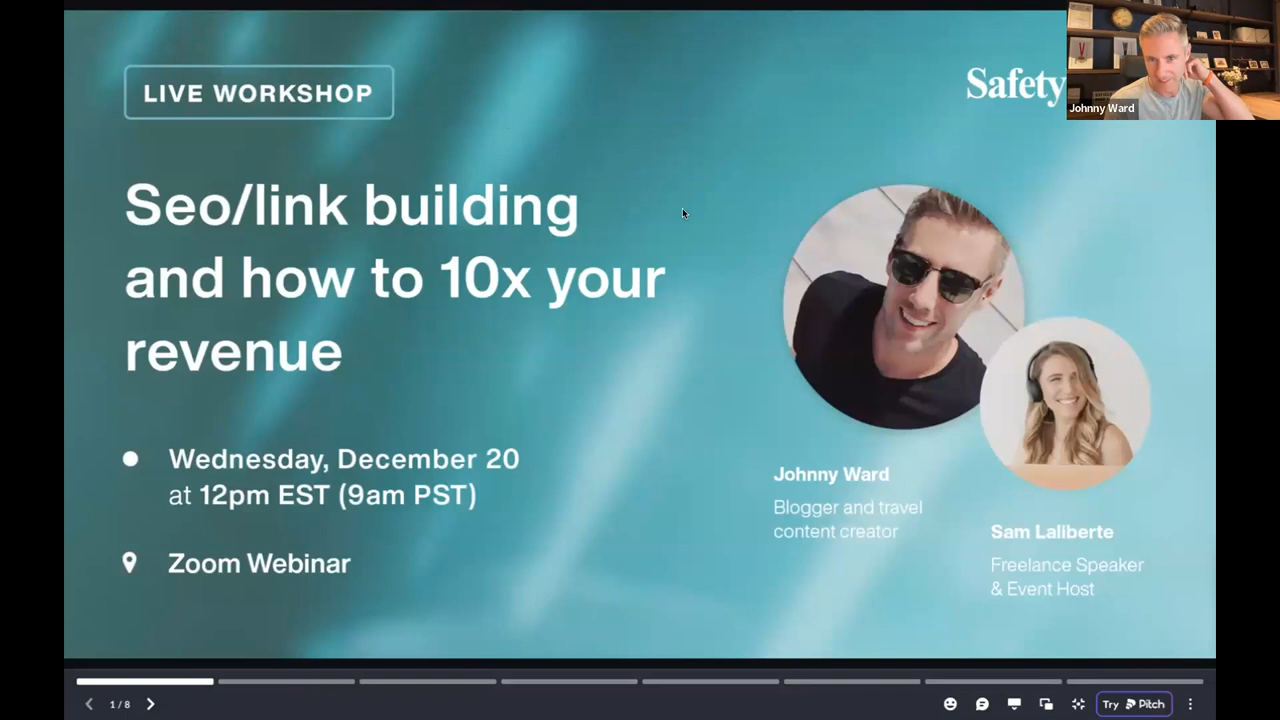 LIVE WORKSHOP
Safety
Johnny Ward
Seo/link building
and how to 10x your
revenue
Wednesday, December 20
at 12pm EST (9am PST)
Zoom Webinar
Johnny Ward
Blogger and travel
content creator
Sam Laliberte
Freelance Speaker
& Event Host
1 / 8
Try Pitch